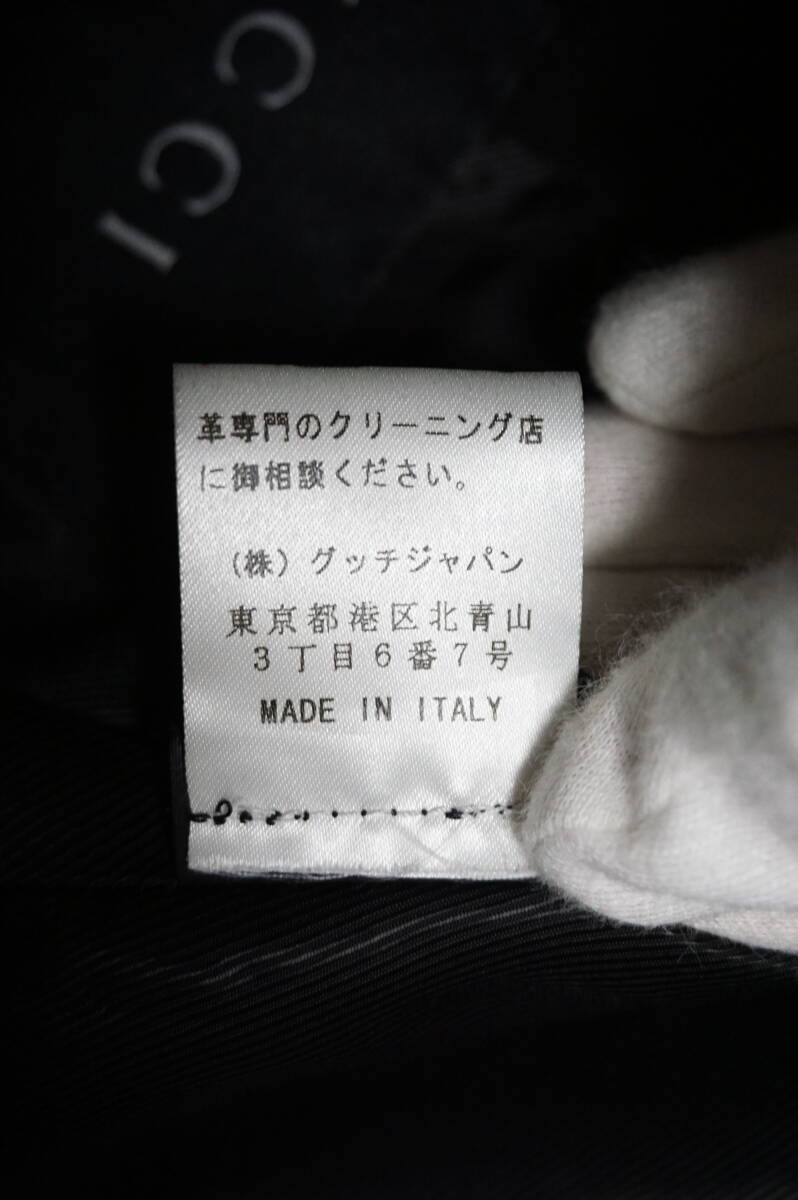 CCI
革専門のクリーニング店
に御相談ください。
(株) グッチジャパン
東京都港区北青山
3丁目6番7号
MADE IN ITALY